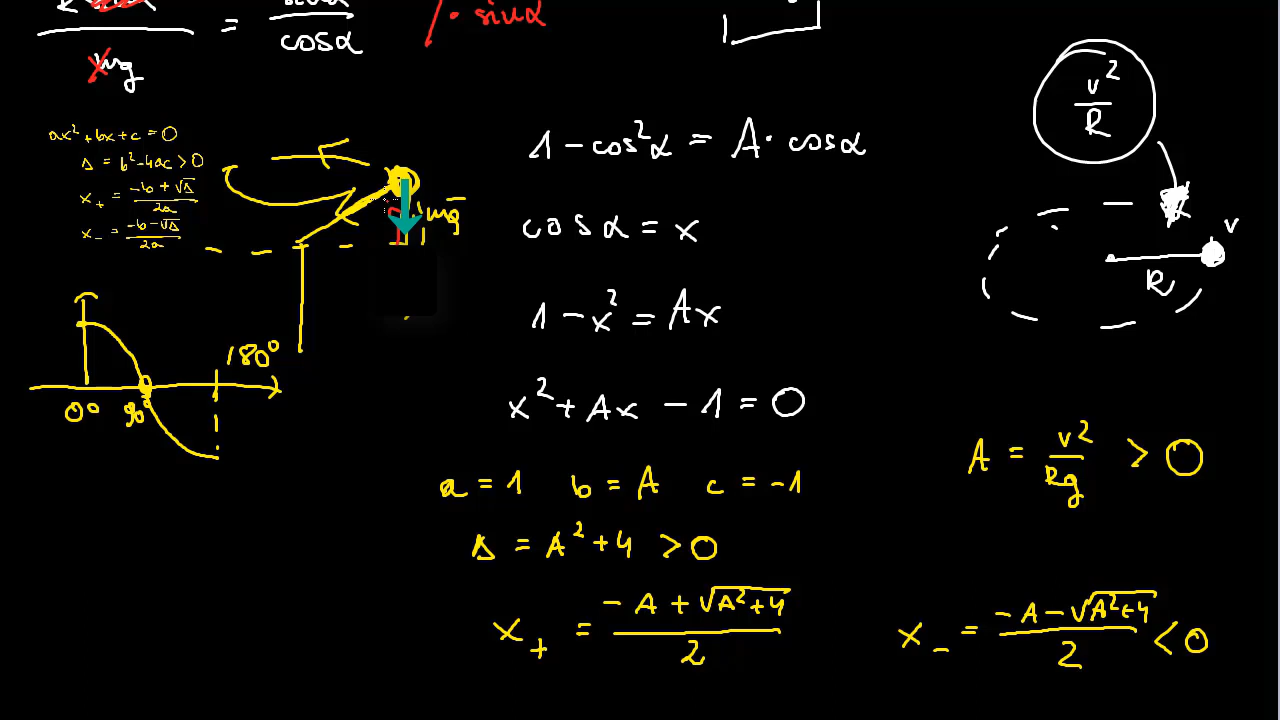 = sinα/cosα
/ · sinα
mg
v²/R
ax² + bx + c = 0
Δ = b² - 4ac > 0
x₊ = (-b + √Δ)/2a
x₋ = (-b - √Δ)/2a
mg
1 - cos²α = A · cosα
cosα = x
v
R
1 - x² = Ax
180°
0° 90°
x² + Ax - 1 = 0
A = v²/Rg > 0
a = 1 b = A c = -1
Δ = A² + 4 > 0
x₊ = (-A + √(A² + 4))/2
x₋ = (-A - √(A² + 4))/2 < 0